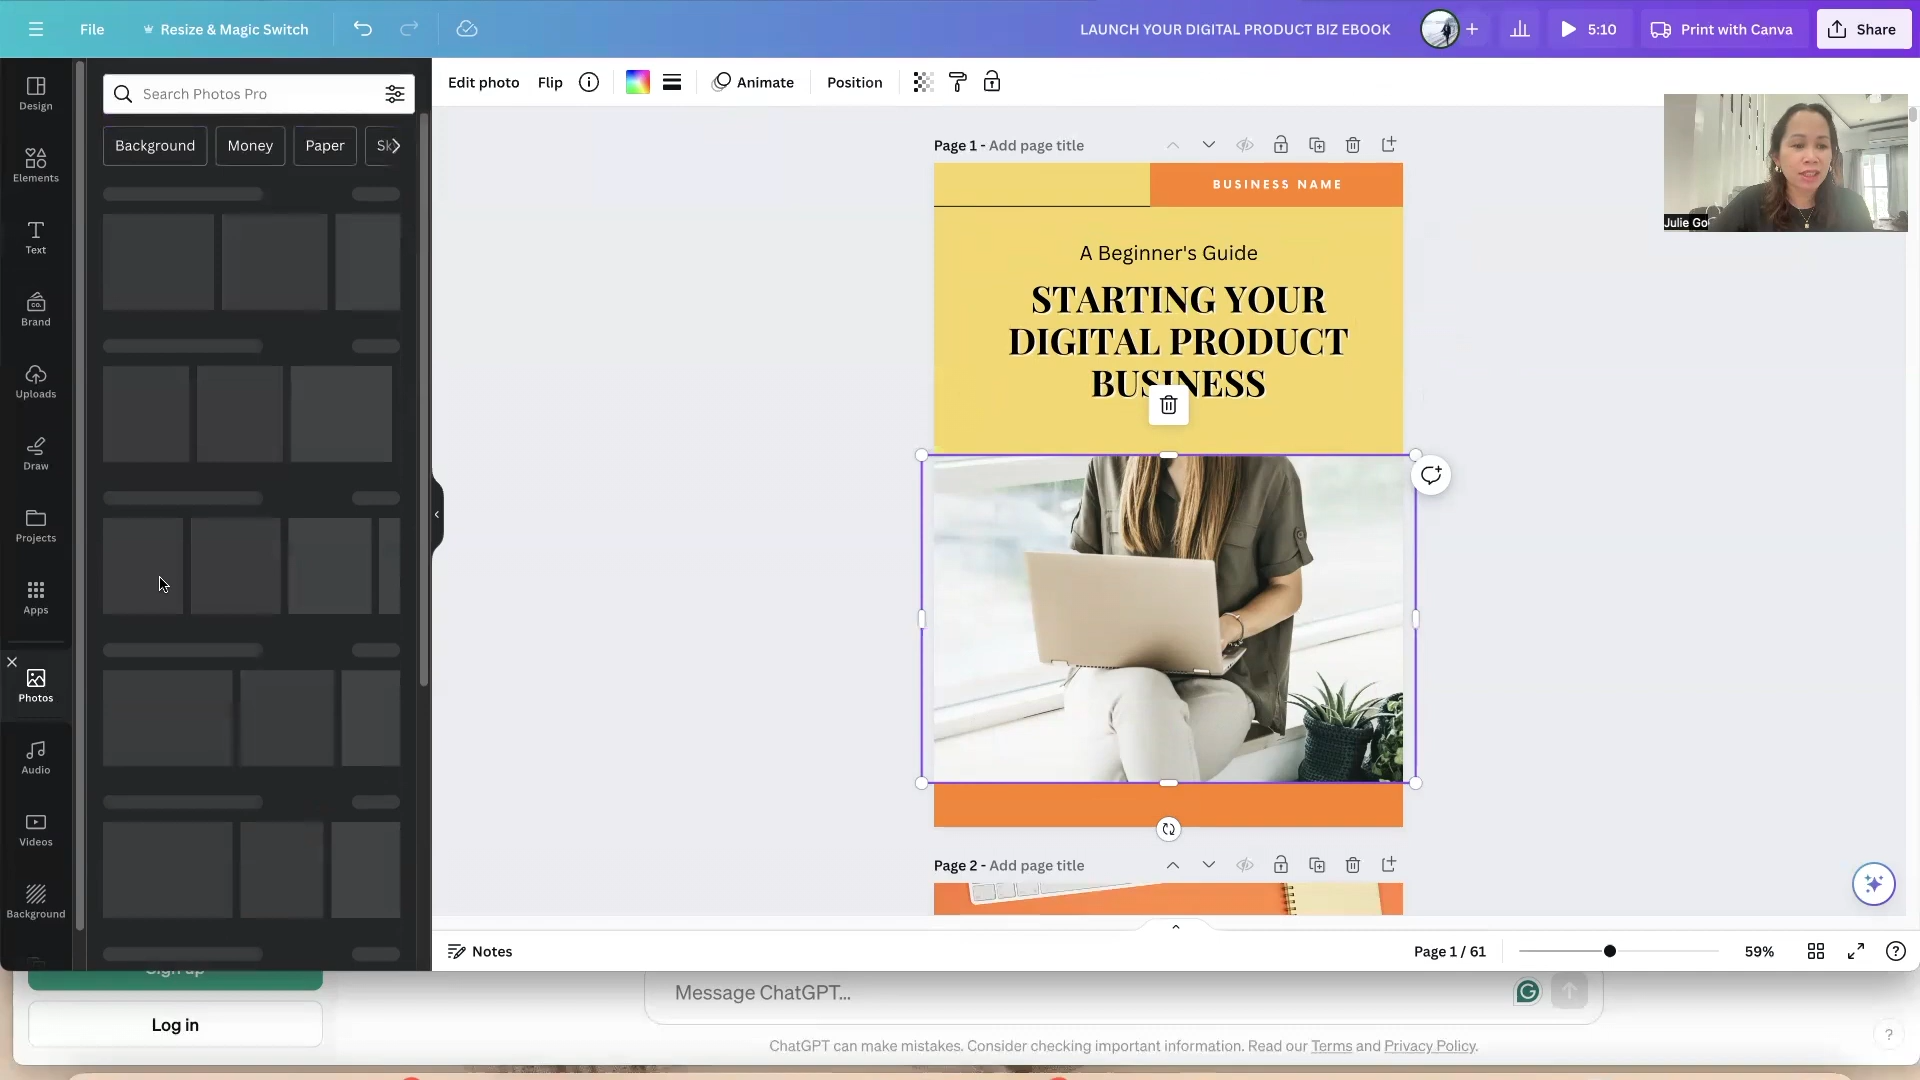 File
Resize & Magic Switch
LAUNCH YOUR DIGITAL PRODUCT BIZ EBOOK
5:10
Print with Canva
Share
Design
Elements
Text
Brand
Uploads
Draw
Projects
Apps
Photos
Audio
Videos
Background
Search Photos Pro
Background
Money
Paper
Edit photo
Flip
Animate
Position
Julie Go
Page 1 - Add page title
BUSINESS NAME
A Beginner's Guide
STARTING YOUR
DIGITAL PRODUCT
BUSINESS
Page 2 - Add page title
Notes
Page 1 / 61
59%
Sign up
Log in
Message ChatGPT...
ChatGPT can make mistakes. Consider checking important information. Read our Terms and Privacy Policy.